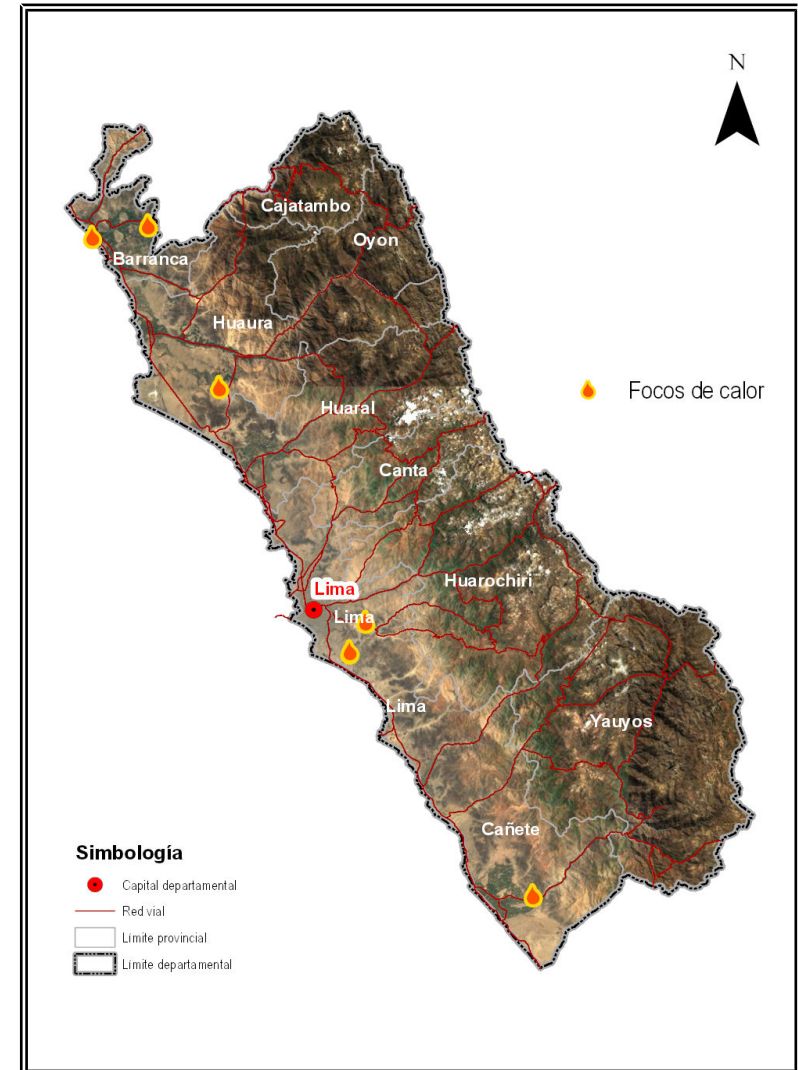 N
Cajatambo
Oyon
Barranca
Huaura
Focos de calor
Huaral
Canta
Huarochiri
Lima
Lima
Lima
Yauyos
Cañete
Simbología
Capital departamental
Red vial
Límite provincial
Límite departamental